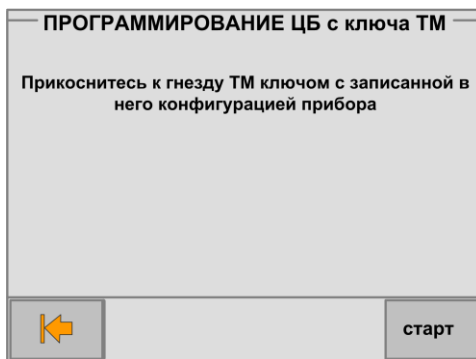 ПРОГРАММИРОВАНИЕ ЦБ с ключа ТМ
Прикоснитесь к гнезду ТМ ключом с записанной в
него конфигурацией прибора
старт